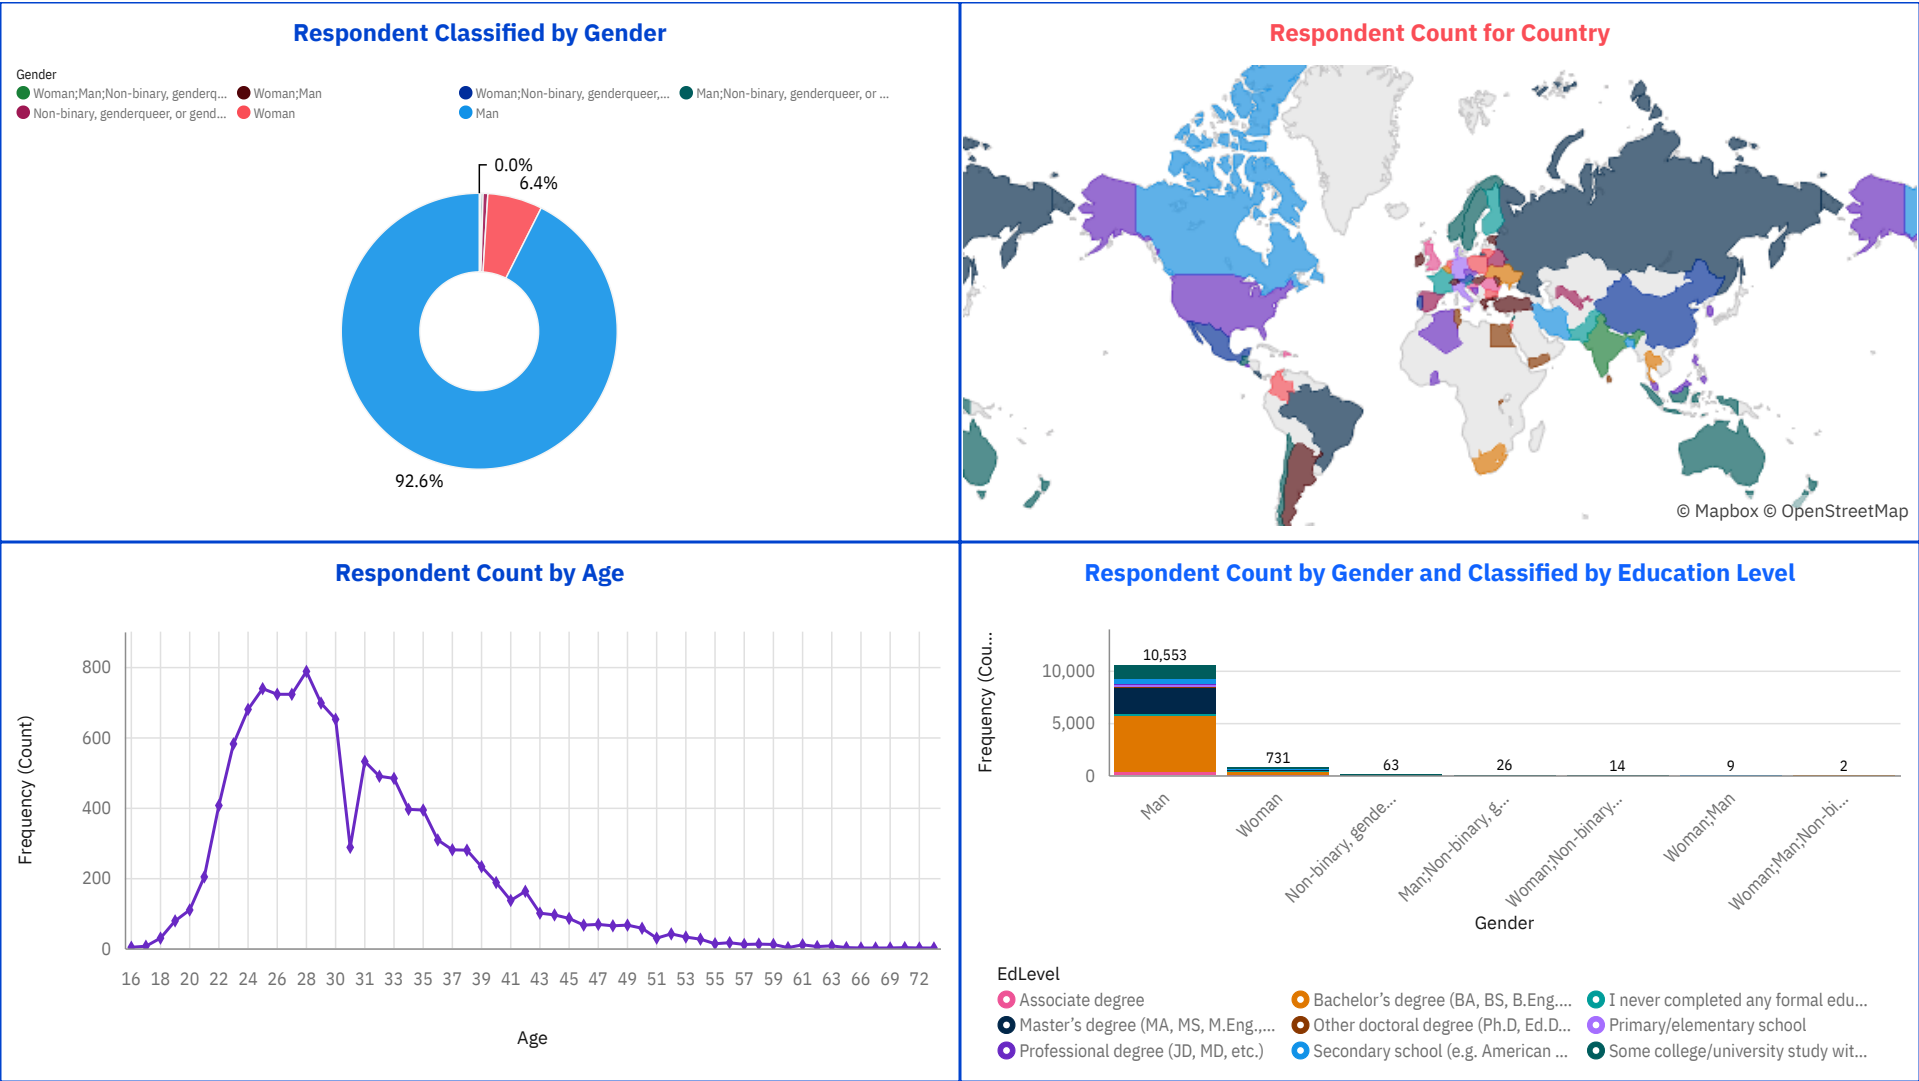 Respondent Classified by Gender
Gender
Woman;Man;Non-binary, genderq...
Woman;Man
Woman;Non-binary, genderqueer,...
Man;Non-binary, genderqueer, or ...
Non-binary, genderqueer, or gend...
Woman
Man
0.0%
6.4%
92.6%
Respondent Count for Country
© Mapbox © OpenStreetMap
Respondent Count by Age
Frequency (Count)
800
600
400
200
0
16 18 20 22 24 26 28 30 31 33 35 37 39 41 43 45 47 49 51 53 55 57 59 61 63 66 69 72
Age
Respondent Count by Gender and Classified by Education Level
Frequency (Cou...
10,000
5,000
0
10,553
731
63
26
14
9
2
Man
Woman
Non-binary, gende...
Man;Non-binary, g...
Woman;Non-binary...
Woman;Man
Woman;Man;Non-bi...
Gender
EdLevel
Associate degree
Bachelor’s degree (BA, BS, B.Eng....
I never completed any formal edu...
Master’s degree (MA, MS, M.Eng.,...
Other doctoral degree (Ph.D, Ed.D...
Primary/elementary school
Professional degree (JD, MD, etc.)
Secondary school (e.g. American ...
Some college/university study wit...